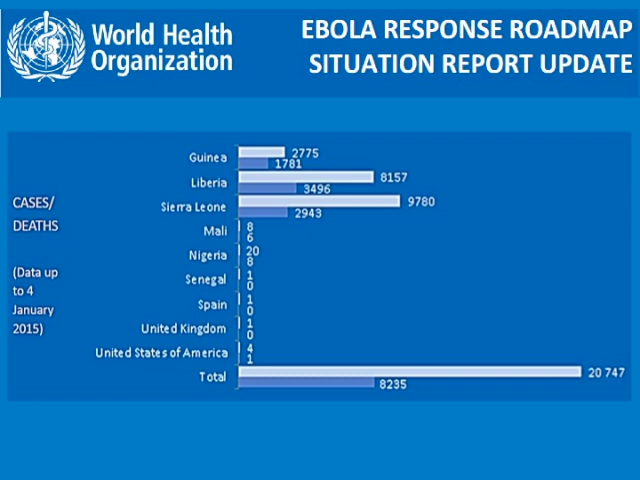 World Health
Organization
EBOLA RESPONSE ROADMAP
SITUATION REPORT UPDATE
CASES/
DEATHS
(Data up
to 4
January
2015)
Guinea 2775
1781
Liberia 8157
3496
Sierra Leone 9780
2943
Mali 8
6
Nigeria 20
8
Senegal 1
0
Spain 1
0
United Kingdom 1
0
United States of America 4
1
Total 20 747
8235